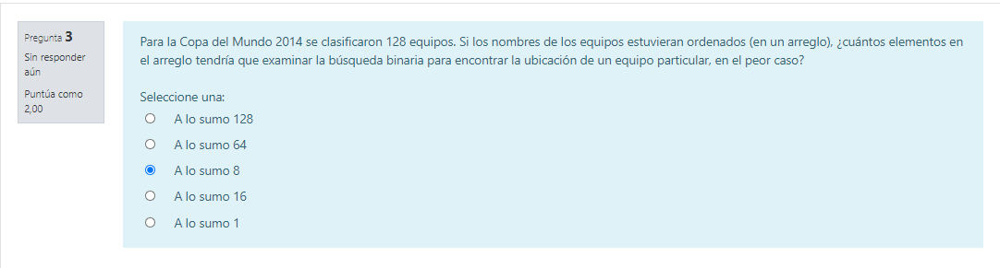 Pregunta 3
Sin responder
aún
Puntúa como
2,00
Para la Copa del Mundo 2014 se clasificaron 128 equipos. Si los nombres de los equipos estuvieran ordenados (en un arreglo), ¿cuántos elementos en
el arreglo tendría que examinar la búsqueda binaria para encontrar la ubicación de un equipo particular, en el peor caso?
Seleccione una:
A lo sumo 128
A lo sumo 64
A lo sumo 8
A lo sumo 16
A lo sumo 1